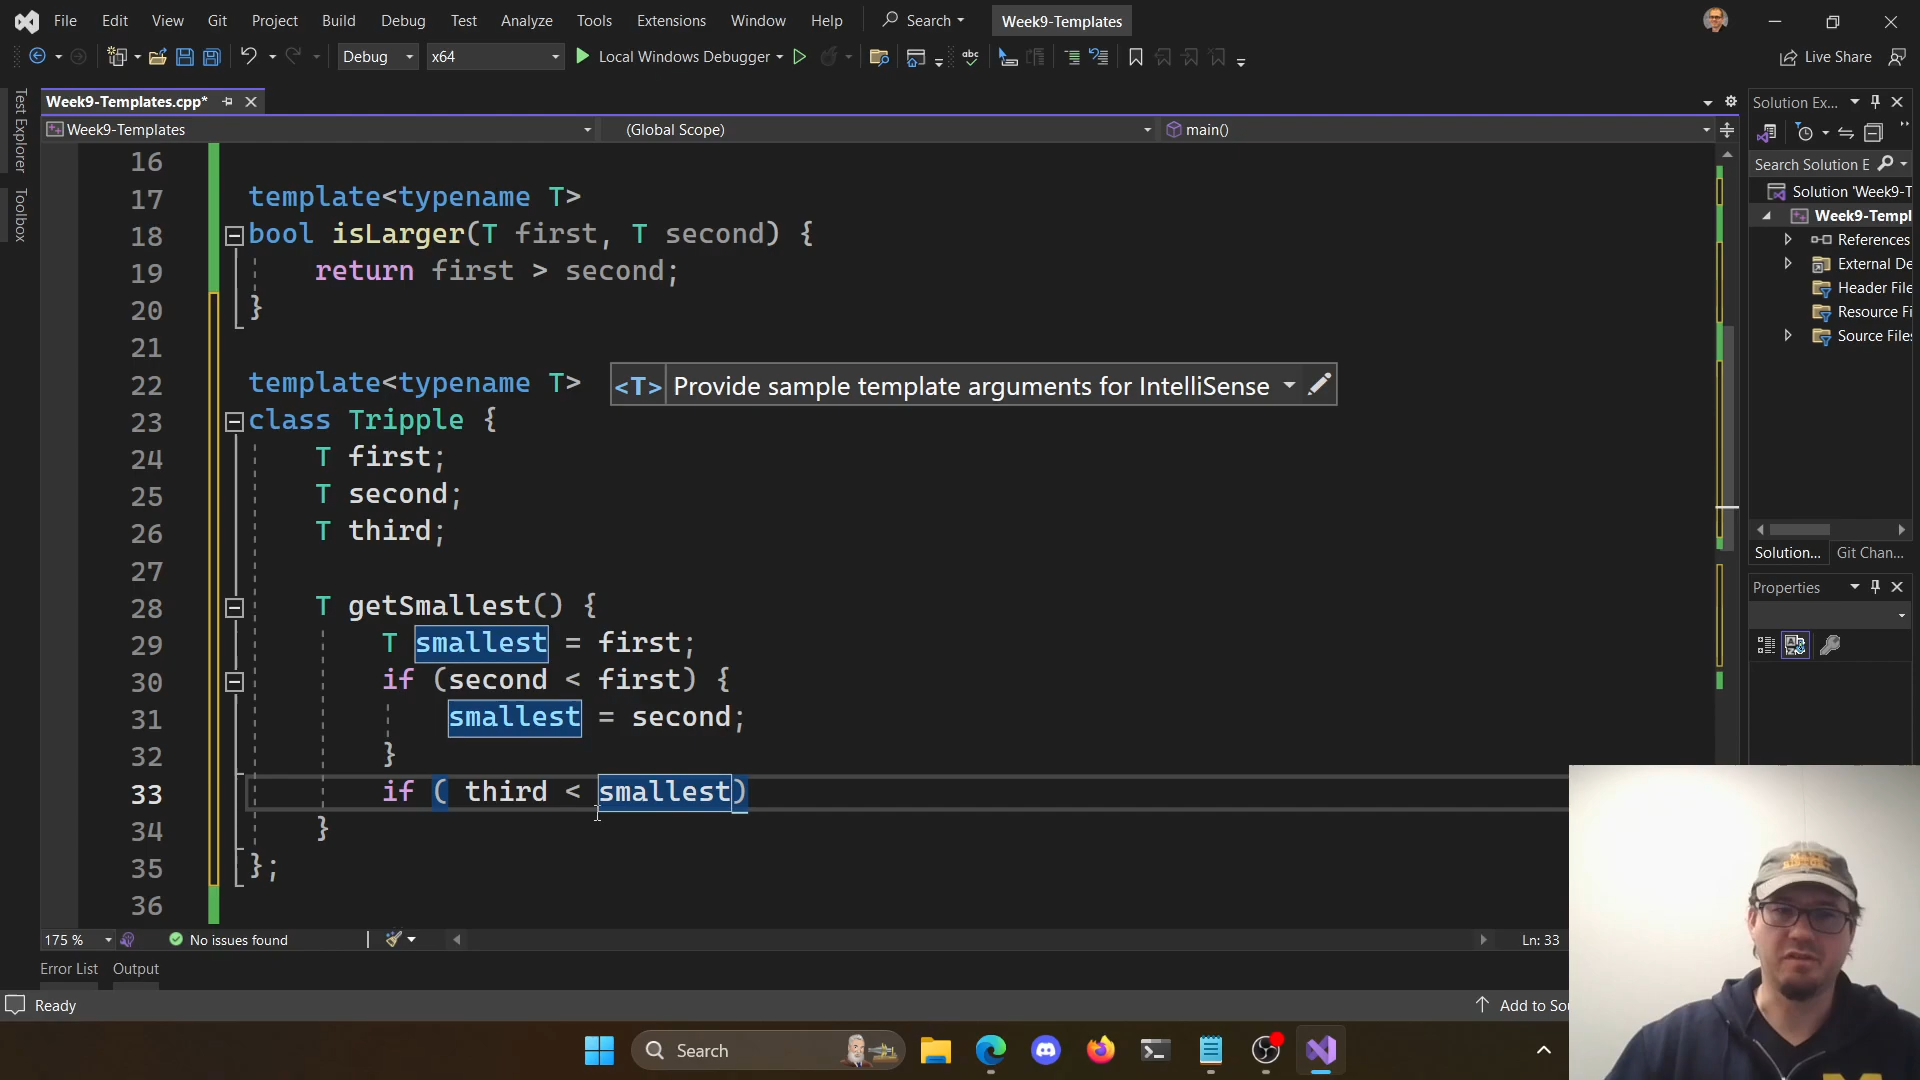 File Edit View Git Project Build Debug Test Analyze Tools Extensions Window Help Search Week9-Templates
Debug x64 Local Windows Debugger Live Share
Test Explorer
Toolbox
Week9-Templates.cpp*
Week9-Templates (Global Scope) main()
16
17 template<typename T>
18 bool isLarger(T first, T second) {
19 return first > second;
20 }
21
22 template<typename T> <T> Provide sample template arguments for IntelliSense
23 class Tripple {
24 T first;
25 T second;
26 T third;
27
28 T getSmallest() {
29 T smallest = first;
30 if (second < first) {
31 smallest = second;
32 }
33 if ( third < smallest)
34 }
35 };
36
175 % No issues found Ln: 33
Error List Output
Ready Add to Sou
Solution Ex...
Search Solution E
Solution 'Week9-T
Week9-Templ
References
External De
Header File
Resource Fi
Source File
Solution... Git Chan...
Properties
Search